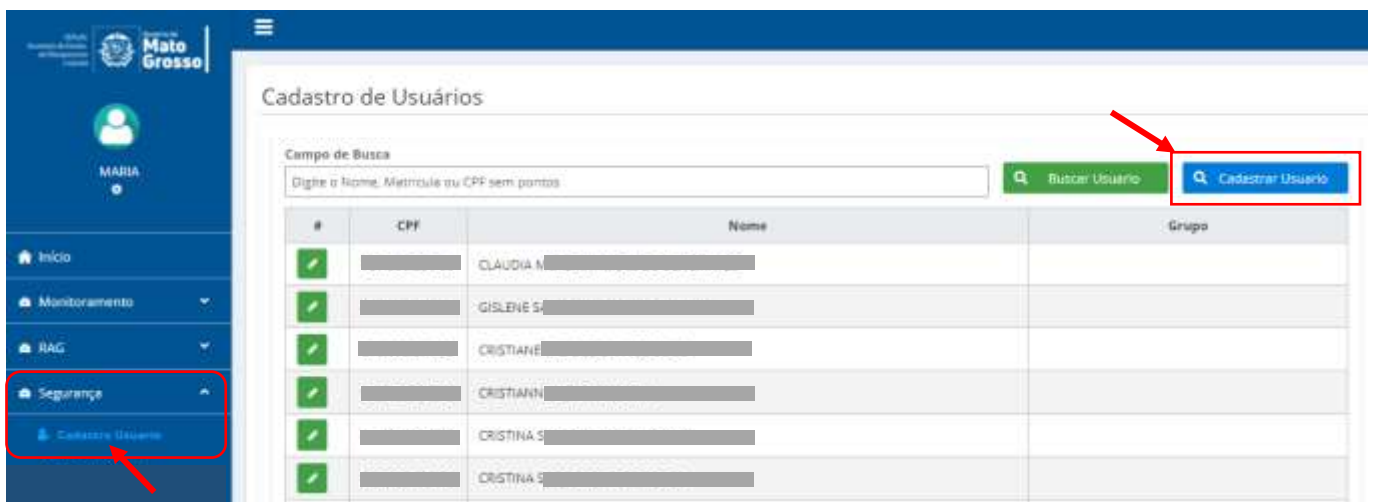 Mato
Grosso
MARIA
Início
Monitoramento
RAG
Segurança
Cadastro Usuario
Cadastro de Usuários
Campo de Busca
Digite o Nome, Matricula ou CPF sem pontos
Buscar Usuario
Cadastrar Usuario
# CPF Nome Grupo
CLAUDIA M
GISLENE S
CRISTIANE
CRISTIANN
CRISTINA S
CRISTINA S